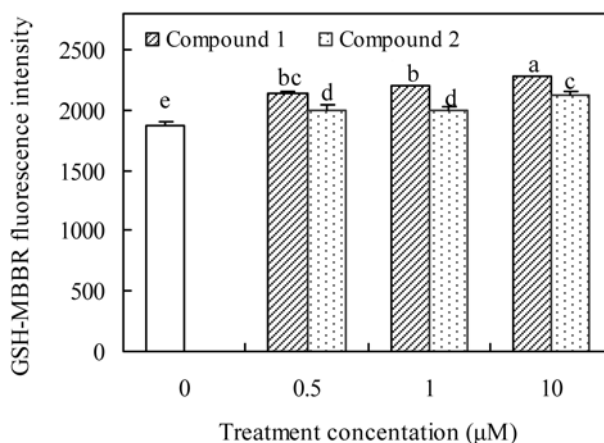 GSH-MBBR fluorescence intensity
2500
2000
1500
1000
500
0
Compound 1
Compound 2
e
bc
d
b
d
a
c
0
0.5
1
10
Treatment concentation (μM)